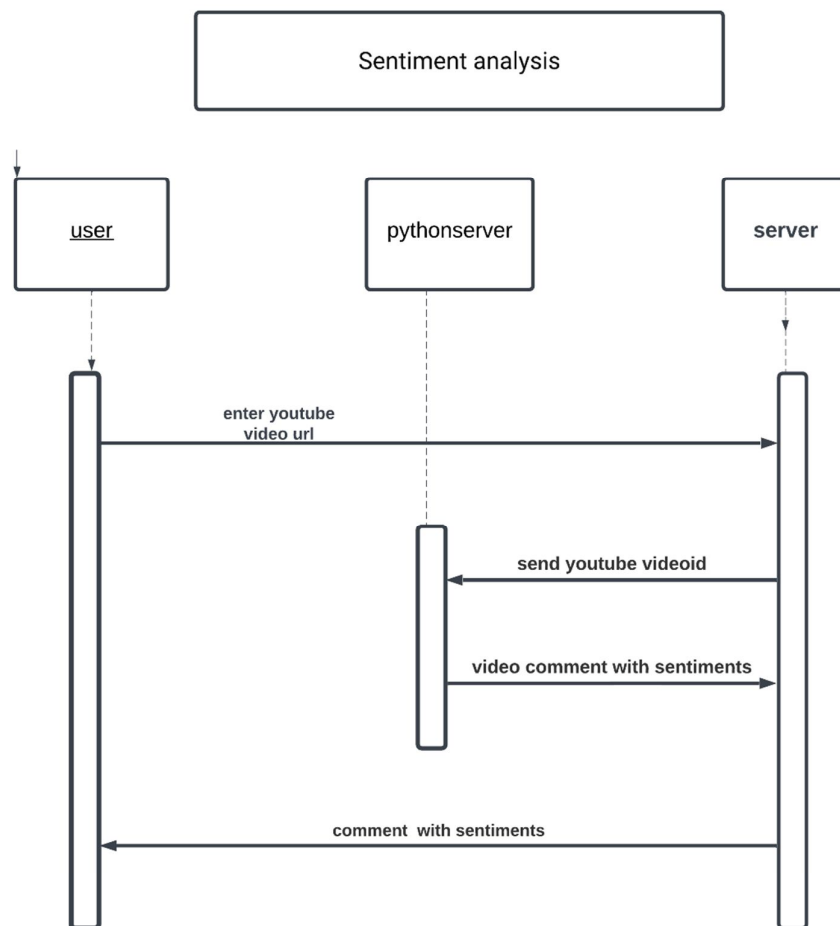 Sentiment analysis
user
pythonserver
server
enter youtube
video url
send youtube videoid
video comment with sentiments
comment with sentiments